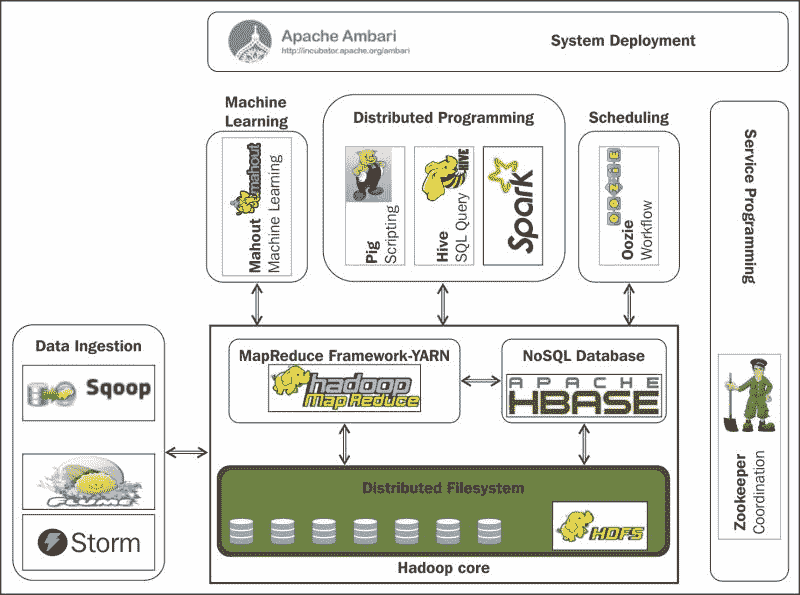 Apache Ambari
http://incubator.apache.org/ambari
System Deployment
Machine
Learning
mahout
Mahout
Machine Learning
Distributed Programming
Pig
Scripting
HIVE
Hive
SQL Query
Spark
Scheduling
OOZIE
Oozie
Workflow
Service Programming
Zookeeper
Coordination
Data Ingestion
Sqoop
Flume
Storm
MapReduce Framework-YARN
hadoop
Map Reduce
NoSQL Database
APACHE
HBASE
Distributed Filesystem
HDFS
Hadoop core